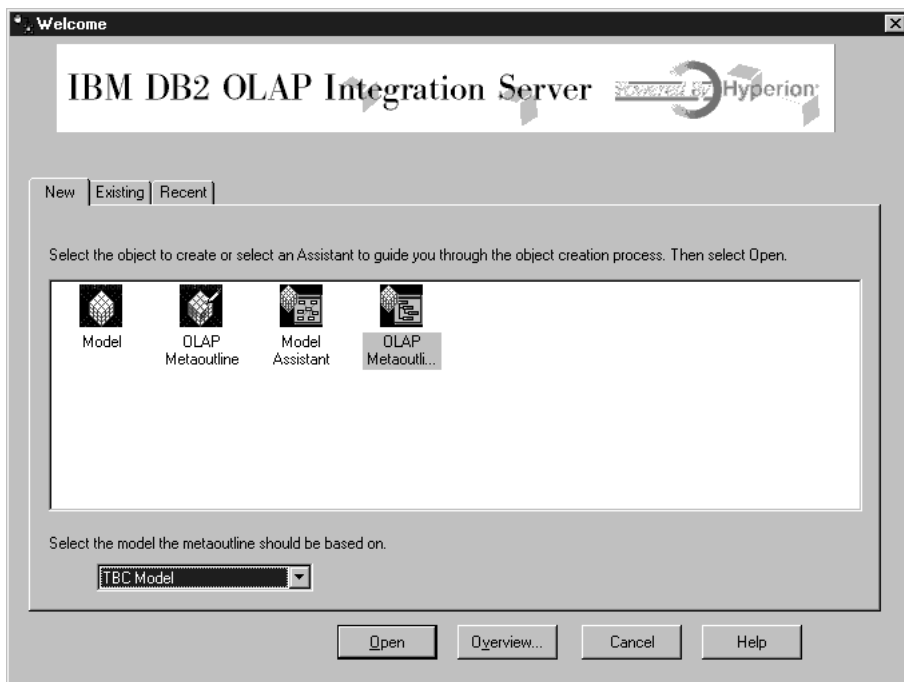 Welcome
IBM DB2 OLAP Integration Server
Powered by Hyperion
New Existing Recent
Select the object to create or select an Assistant to guide you through the object creation process. Then select Open.
Model
OLAP
Metaoutline
Model
Assistant
OLAP
Metaoutli...
Select the model the metaoutline should be based on.
TBC Model
Open Overview... Cancel Help